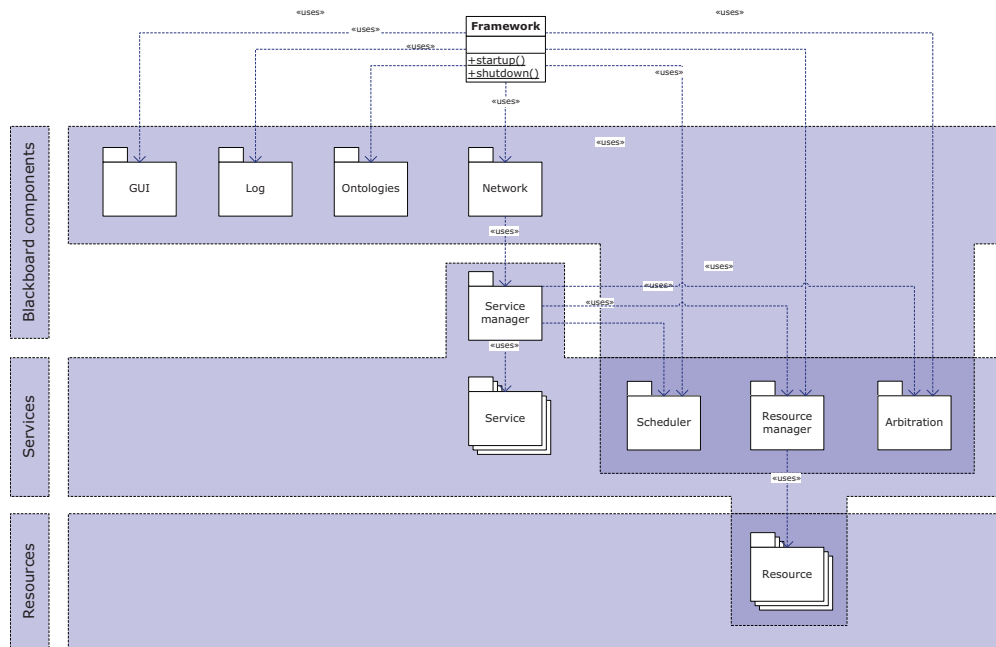 «uses»
«uses»
Framework
«uses»
«uses»
+startup()
+shutdown()
«uses»
«uses»
Blackboard components
«uses»
GUI
Log
Ontologies
Network
«uses»
«uses»
«uses»
Service
manager
«uses»
«uses»
Services
Service
Scheduler
Resource
manager
Arbitration
«uses»
Resources
Resource